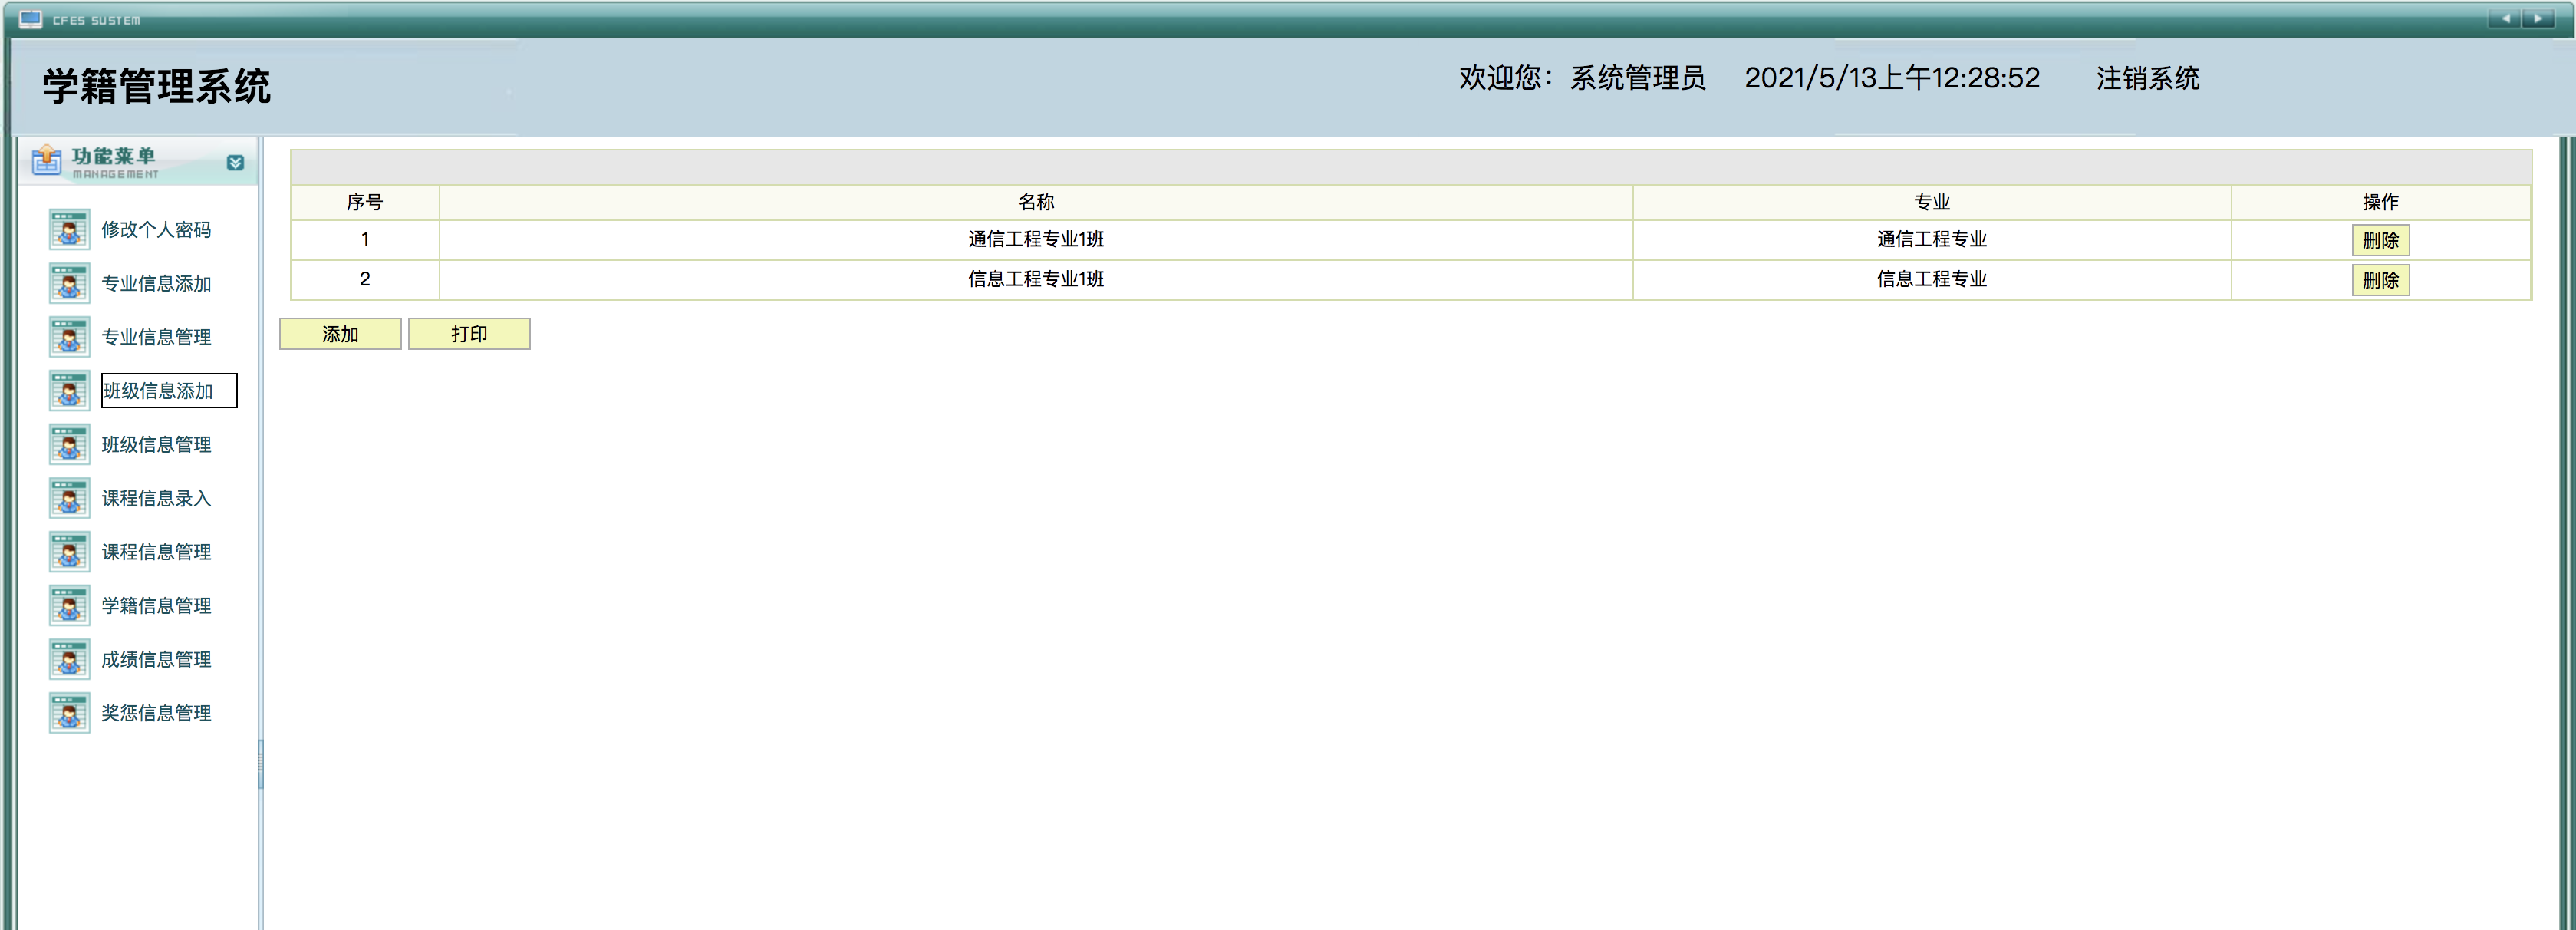 CFES SUSTEM
学籍管理系统
欢迎您：系统管理员 2021/5/13上午12:28:52 注销系统
功能菜单
MANAGEMENT
修改个人密码
专业信息添加
专业信息管理
班级信息添加
班级信息管理
课程信息录入
课程信息管理
学籍信息管理
成绩信息管理
奖惩信息管理
序号 名称 专业 操作
1 通信工程专业1班 通信工程专业 删除
2 信息工程专业1班 信息工程专业 删除
添加 打印